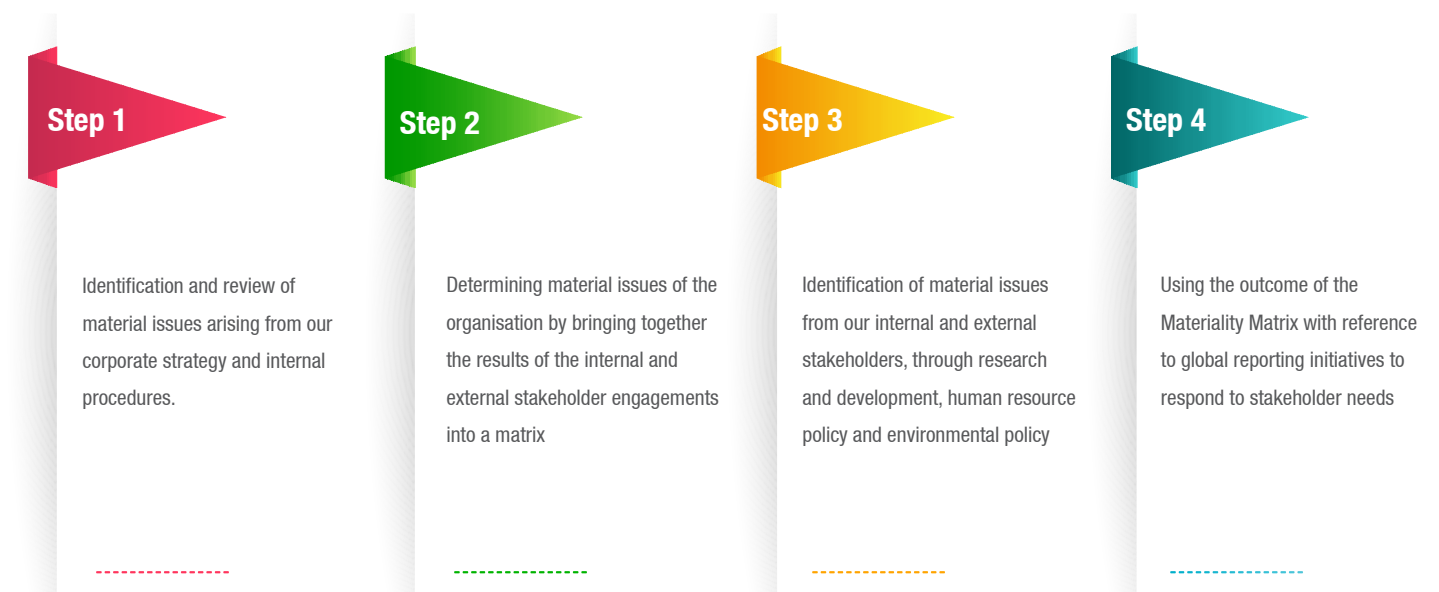 Step 1
Identification and review of
material issues arising from our
corporate strategy and internal
procedures.
Step 2
Determining material issues of the
organisation by bringing together
the results of the internal and
external stakeholder engagements
into a matrix
Step 3
Identification of material issues
from our internal and external
stakeholders, through research
and development, human resource
policy and environmental policy
Step 4
Using the outcome of the
Materiality Matrix with reference
to global reporting initiatives to
respond to stakeholder needs